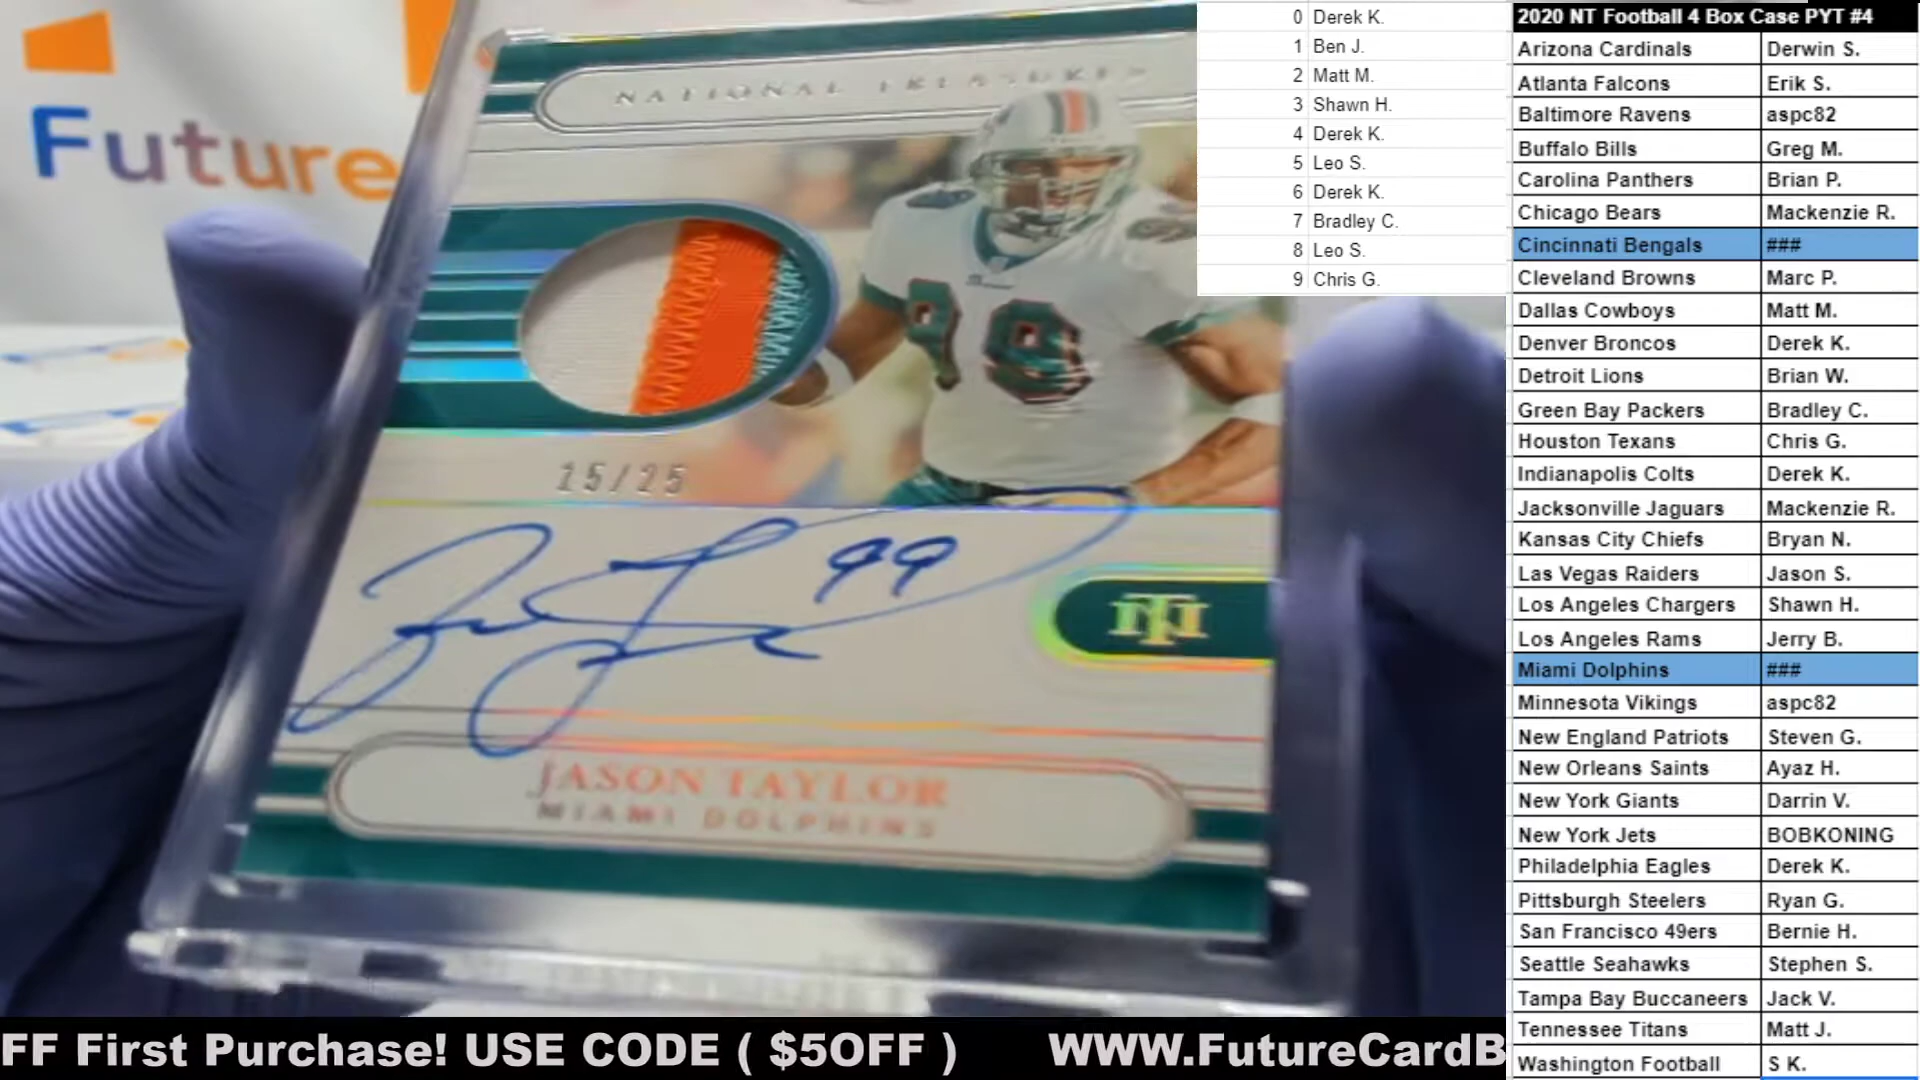 Future
NATIONAL TREASURES
99
15/25
99
NT
JASON TAYLOR
MIAMI DOLPHINS
0 Derek K.
1 Ben J.
2 Matt M.
3 Shawn H.
4 Derek K.
5 Leo S.
6 Derek K.
7 Bradley C.
8 Leo S.
9 Chris G.
2020 NT Football 4 Box Case PYT #4
Arizona Cardinals Derwin S.
Atlanta Falcons Erik S.
Baltimore Ravens aspc82
Buffalo Bills Greg M.
Carolina Panthers Brian P.
Chicago Bears Mackenzie R.
Cincinnati Bengals ###
Cleveland Browns Marc P.
Dallas Cowboys Matt M.
Denver Broncos Derek K.
Detroit Lions Brian W.
Green Bay Packers Bradley C.
Houston Texans Chris G.
Indianapolis Colts Derek K.
Jacksonville Jaguars Mackenzie R.
Kansas City Chiefs Bryan N.
Las Vegas Raiders Jason S.
Los Angeles Chargers Shawn H.
Los Angeles Rams Jerry B.
Miami Dolphins ###
Minnesota Vikings aspc82
New England Patriots Steven G.
New Orleans Saints Ayaz H.
New York Giants Darrin V.
New York Jets BOBKONING
Philadelphia Eagles Derek K.
Pittsburgh Steelers Ryan G.
San Francisco 49ers Bernie H.
Seattle Seahawks Stephen S.
Tampa Bay Buccaneers Jack V.
Tennessee Titans Matt J.
Washington Football S K.
FF First Purchase! USE CODE ( $5OFF ) WWW.FutureCardB